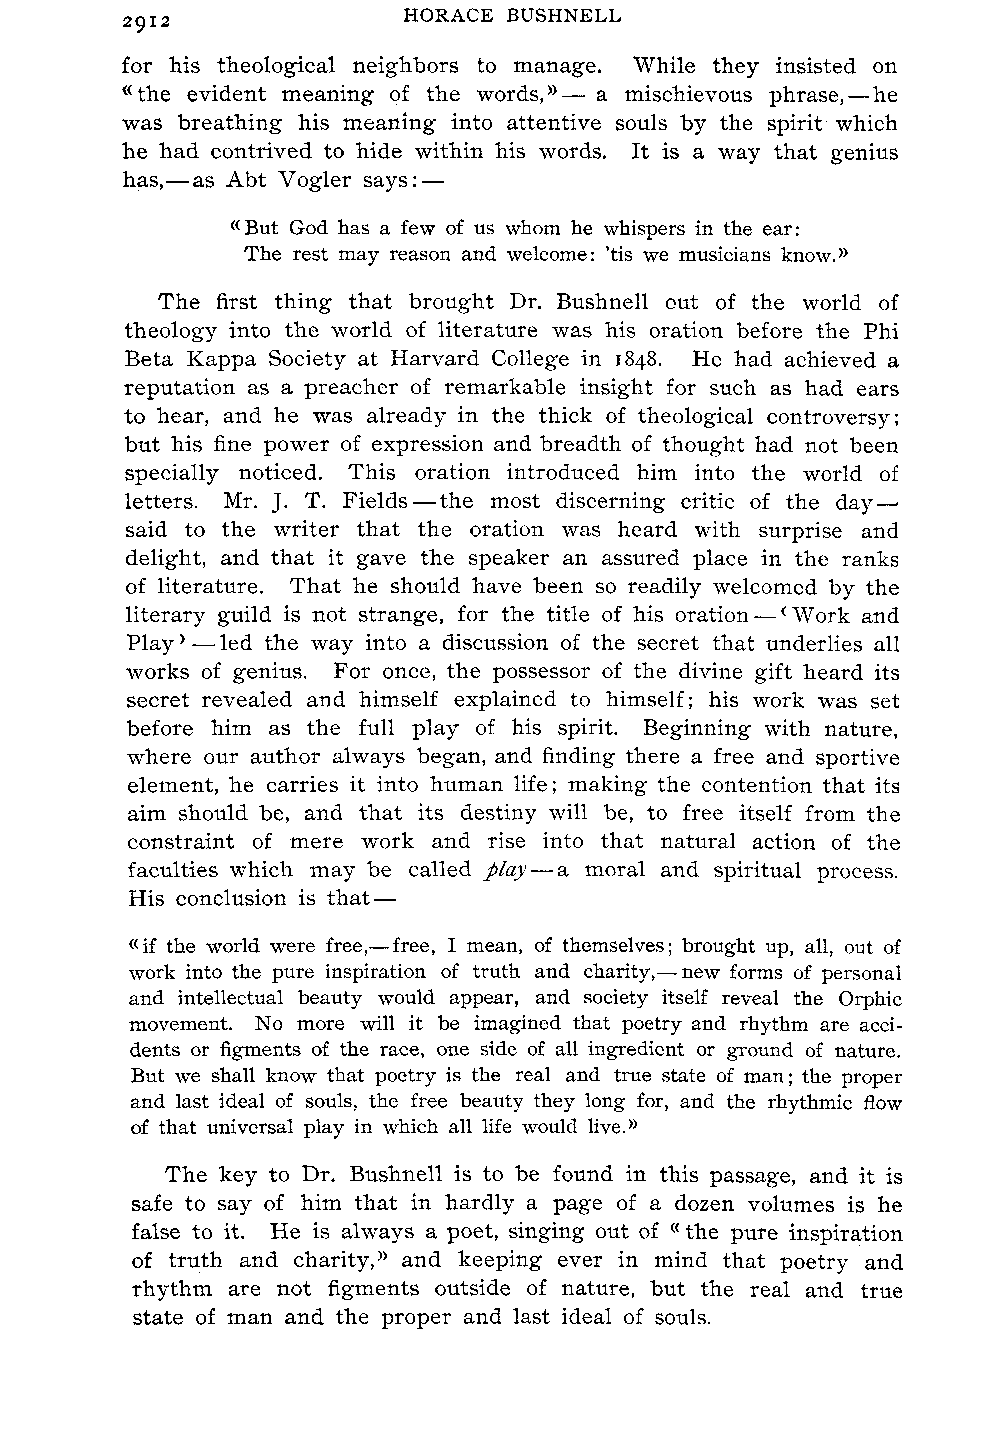 2912
HORACE BUSHNELL
for his theological neighbors to manage. While they insisted on
«the evident meaning of the words,»— a mischievous phrase,—he
was breathing his meaning into attentive souls by the spirit which
he had contrived to hide within his words. It is a way that genius
has,—as Abt Vogler says:—
«But God has a few of us whom he whispers in the ear:
The rest may reason and welcome: 'tis we musicians know.»
The first thing that brought Dr. Bushnell out of the world of
theology into the world of literature was his oration before the Phi
Beta Kappa Society at Harvard College in 1848. He had achieved a
reputation as a preacher of remarkable insight for such as had ears
to hear, and he was already in the thick of theological controversy;
but his fine power of expression and breadth of thought had not been
specially noticed. This oration introduced him into the world of
letters. Mr. J. T. Fields—the most discerning critic of the day—
said to the writer that the oration was heard with surprise and
delight, and that it gave the speaker an assured place in the ranks
of literature. That he should have been so readily welcomed by the
literary guild is not strange, for the title of his oration—‹Work and
Play›—led the way into a discussion of the secret that underlies all
works of genius. For once, the possessor of the divine gift heard its
secret revealed and himself explained to himself; his work was set
before him as the full play of his spirit. Beginning with nature,
where our author always began, and finding there a free and sportive
element, he carries it into human life; making the contention that its
aim should be, and that its destiny will be, to free itself from the
constraint of mere work and rise into that natural action of the
faculties which may be called play—a moral and spiritual process.
His conclusion is that—
«if the world were free,—free, I mean, of themselves; brought up, all, out of
work into the pure inspiration of truth and charity,—new forms of personal
and intellectual beauty would appear, and society itself reveal the Orphic
movement. No more will it be imagined that poetry and rhythm are acci-
dents or figments of the race, one side of all ingredient or ground of nature.
But we shall know that poetry is the real and true state of man; the proper
and last ideal of souls, the free beauty they long for, and the rhythmic flow
of that universal play in which all life would live.»
The key to Dr. Bushnell is to be found in this passage, and it is
safe to say of him that in hardly a page of a dozen volumes is he
false to it. He is always a poet, singing out of «the pure inspiration
of truth and charity,» and keeping ever in mind that poetry and
rhythm are not figments outside of nature, but the real and true
state of man and the proper and last ideal of souls.